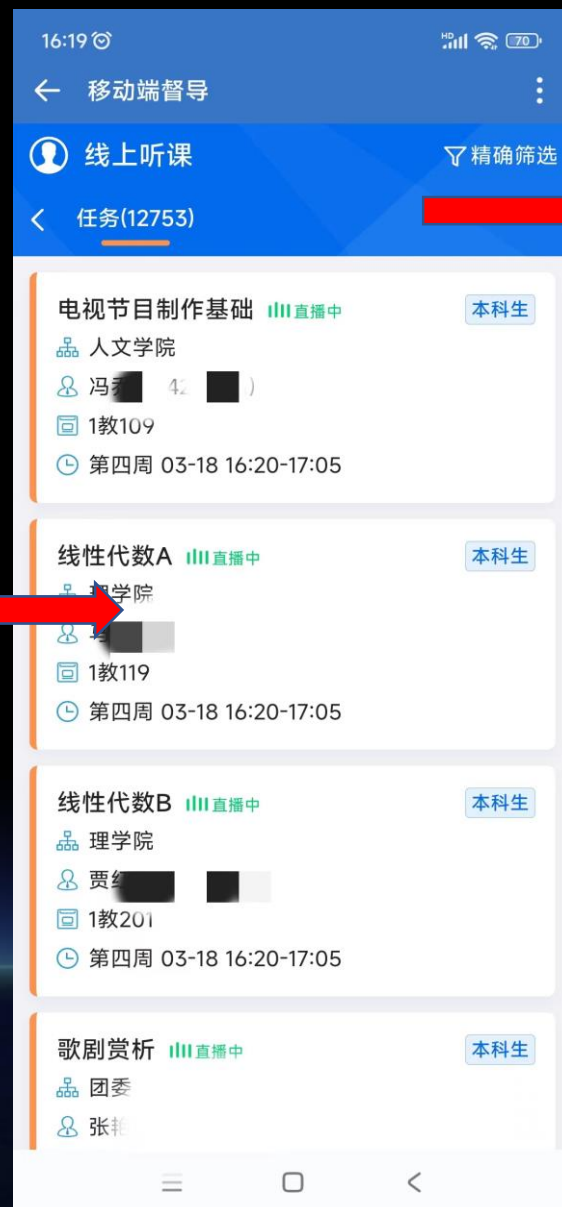 16:19
HD 70
移动端督导
线上听课 精确筛选
任务(12753)
电视节目制作基础 直播中 本科生
人文学院
冯
1教109
第四周 03-18 16:20-17:05
线性代数A 直播中 本科生
理学院
1教119
第四周 03-18 16:20-17:05
线性代数B 直播中 本科生
理学院
贾
1教201
第四周 03-18 16:20-17:05
歌剧赏析 直播中 本科生
团委
张